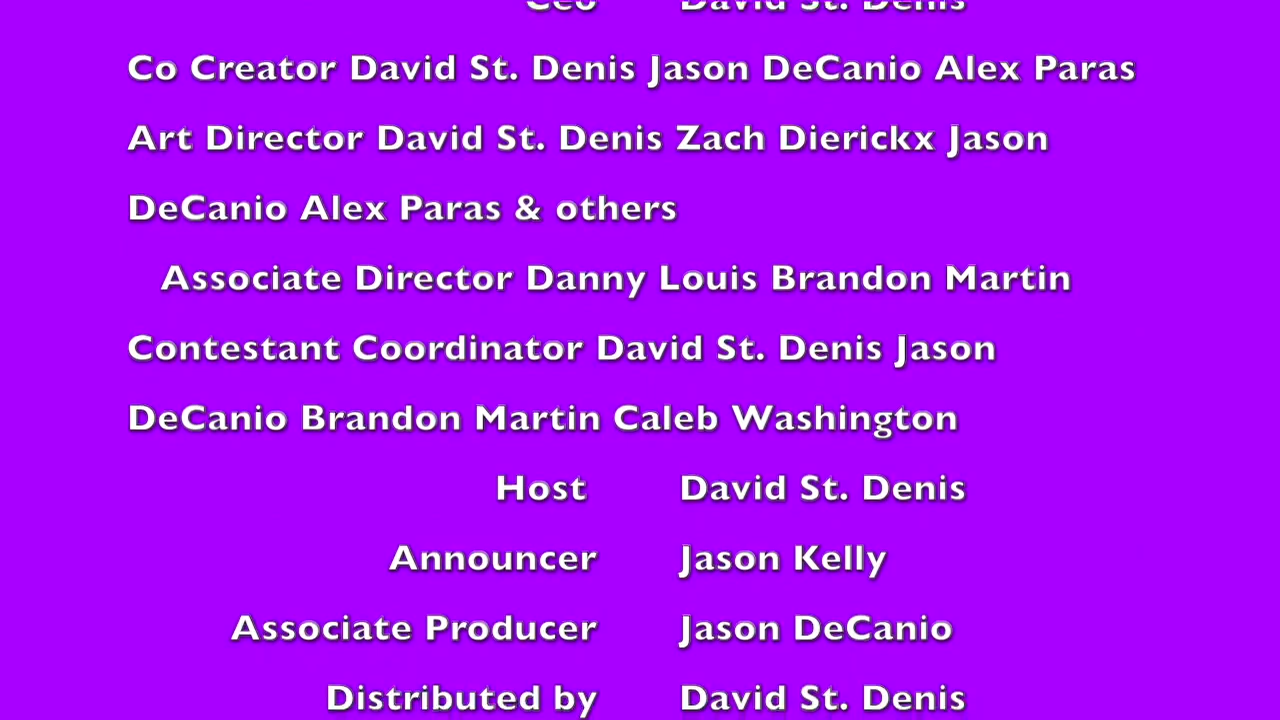 Ceo David St. Denis
Co Creator David St. Denis Jason DeCanio Alex Paras
Art Director David St. Denis Zach Dierickx Jason
DeCanio Alex Paras & others
Associate Director Danny Louis Brandon Martin
Contestant Coordinator David St. Denis Jason
DeCanio Brandon Martin Caleb Washington
Host David St. Denis
Announcer Jason Kelly
Associate Producer Jason DeCanio
Distributed by David St. Denis